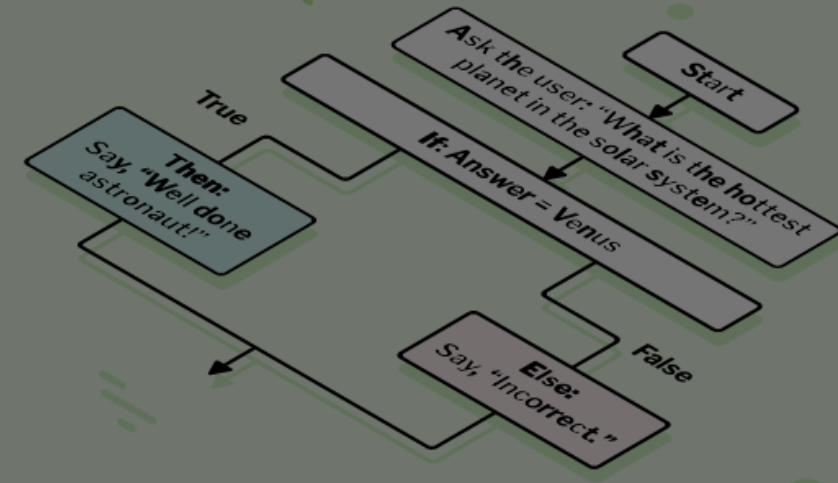 Start
Ask the user: “What is the hottest
planet in the solar system?”
If: Answer = Venus
True
Then:
Say, “Well done
astronaut!”
False
Else:
Say, “Incorrect.”